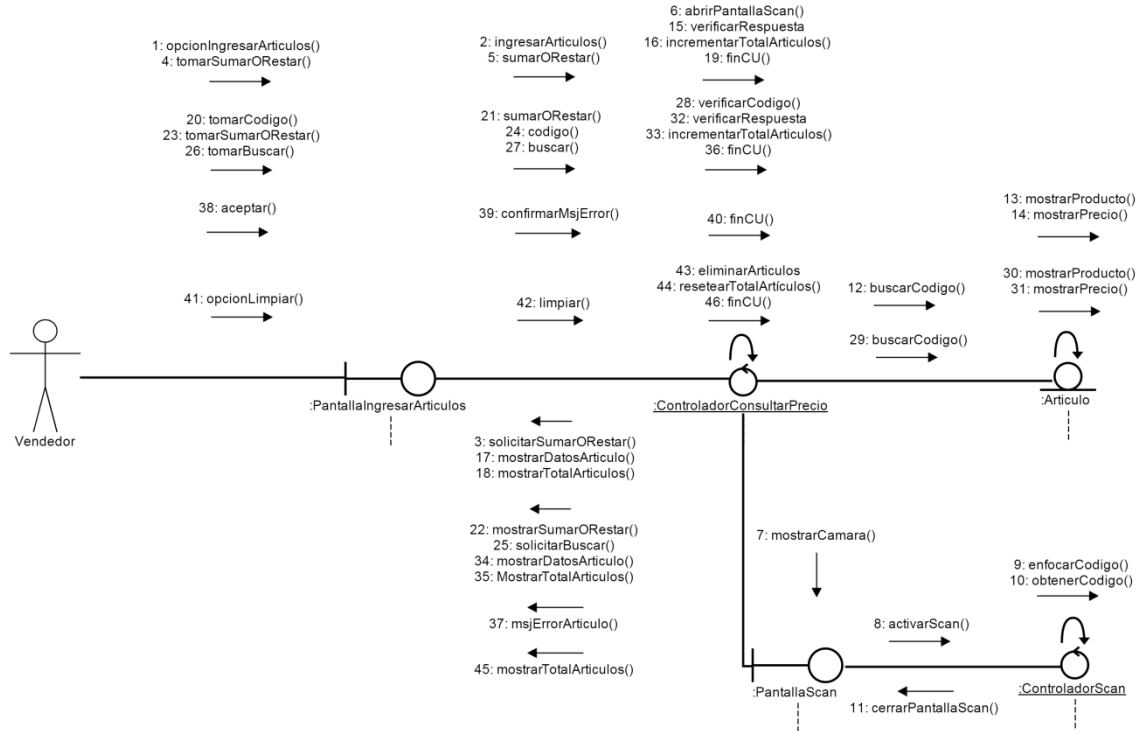 6: abrirPantallaScan()
15: verificarRespuesta
16: incrementarTotalArticulos()
19: finCU()
1: opcionIngresarArticulos()
4: tomarSumarORestar()
2: ingresarArticulos()
5: sumarORestar()
20: tomarCodigo()
23: tomarSumarORestar()
26: tomarBuscar()
21: sumarORestar()
24: codigo()
27: buscar()
28: verificarCodigo()
32: verificarRespuesta
33: incrementarTotalArticulos()
36: finCU()
38: aceptar()
39: confirmarMsjError()
40: finCU()
13: mostrarProducto()
14: mostrarPrecio()
41: opcionLimpiar()
42: limpiar()
43: eliminarArticulos
44: resetearTotalArtículos()
46: finCU()
12: buscarCodigo()
29: buscarCodigo()
30: mostrarProducto()
31: mostrarPrecio()
Vendedor
:PantallaIngresarArticulos
:ControladorConsultarPrecio
:Articulo
3: solicitarSumarORestar()
17: mostrarDatosArticulo()
18: mostrarTotalArticulos()
22: mostrarSumarORestar()
25: solicitarBuscar()
34: mostrarDatosArticulo()
35: MostrarTotalArticulos()
37: msjErrorArticulo()
45: mostrarTotalArticulos()
7: mostrarCamara()
9: enfocarCodigo()
10: obtenerCodigo()
8: activarScan()
:PantallaScan
:ControladorScan
11: cerrarPantallaScan()